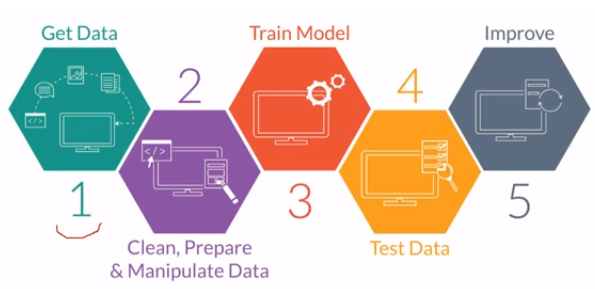 Get Data
1
2
Clean, Prepare
& Manipulate Data
</>
</>
Train Model
3
4
Test Data
Improve
5